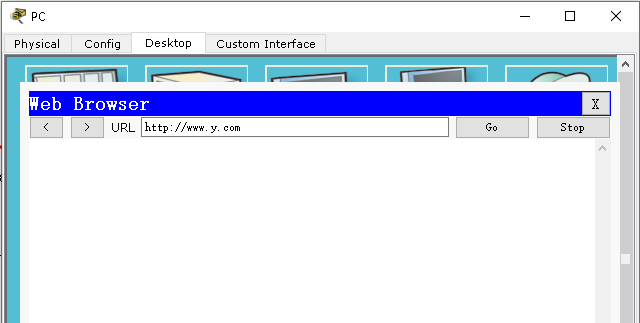 PC
Physical Config Desktop Custom Interface
Web Browser X
< > URL http://www.y.com Go Stop